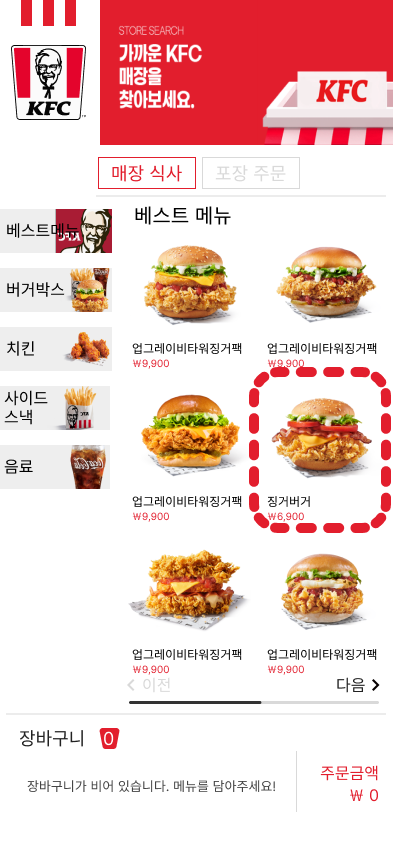 STORE SEARCH
가까운 KFC
매장을
찾아보세요.
KFC
KFC
매장 식사
포장 주문
베스트메뉴
버거박스
치킨
사이드
스낵
음료
베스트 메뉴
업그레이비타워징거팩
₩9,900
업그레이비타워징거팩
₩9,900
업그레이비타워징거팩
₩9,900
징거버거
₩6,900
업그레이비타워징거팩
₩9,900
업그레이비타워징거팩
₩9,900
이전
다음
장바구니 0
장바구니가 비어 있습니다. 메뉴를 담아주세요!
주문금액
₩ 0